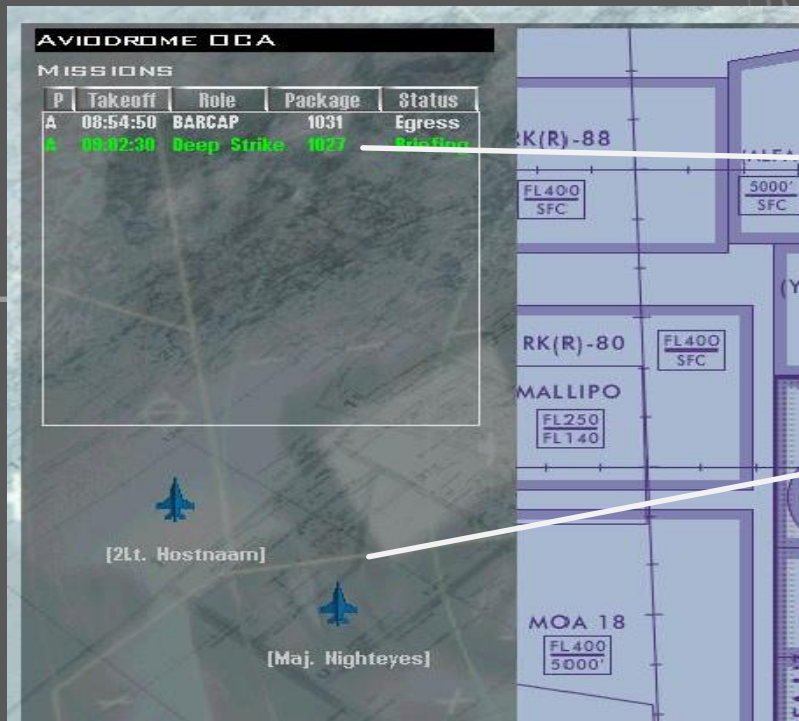 AVIODROME OCA
MISSIONS
P Takeoff Role Package Status
A 08:54:50 BARCAP 1031 Egress
A 09:02:30 Deep Strike 1027 Briefing
[2Lt. Hostnaam]
[Maj. Nighteyes]
RK(R)-88
FL400
SFC
5000'
SFC
RK(R)-80
FL400
SFC
MALLIPO
FL250
FL140
MOA 18
FL400
5000'